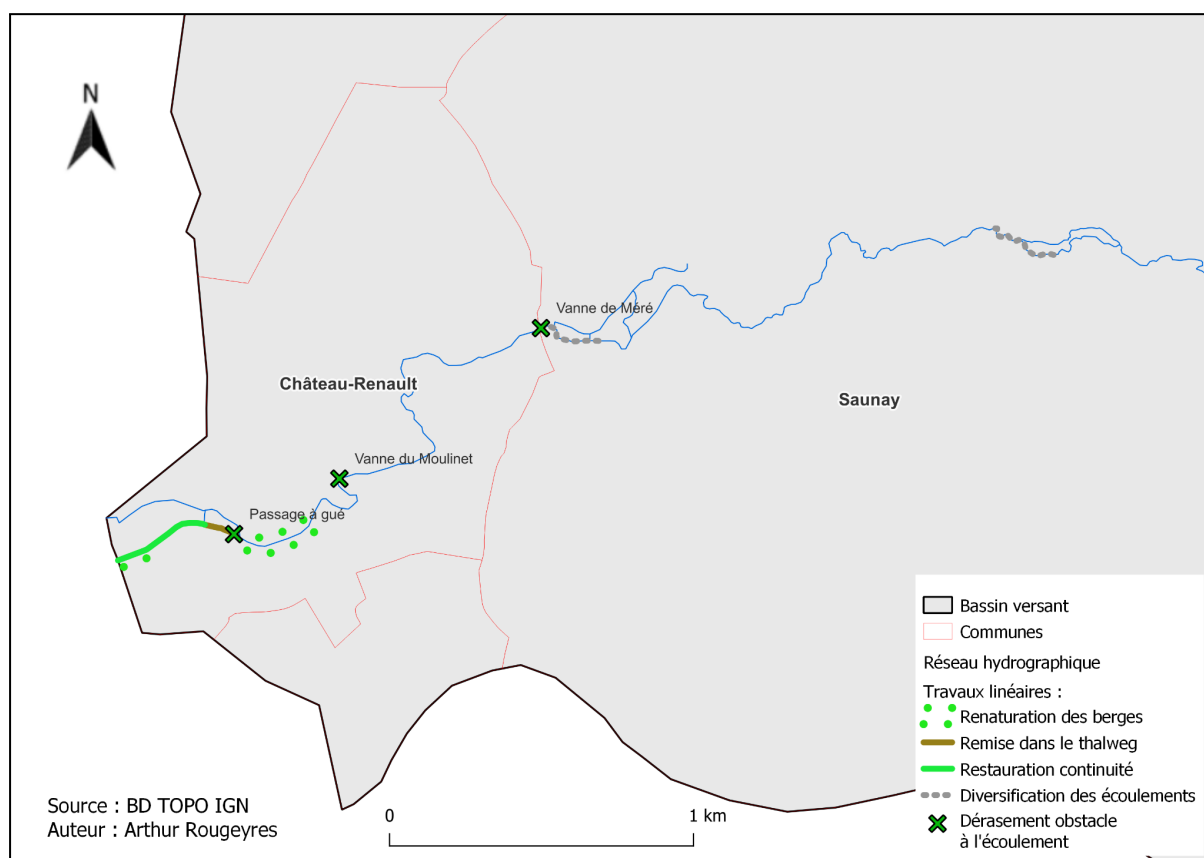 N
Vanne de Méré
Château-Renault
Saunay
Vanne du Moulinet
Passage à gué
Bassin versant
Communes
Réseau hydrographique
Travaux linéaires :
Renaturation des berges
Remise dans le thalweg
Restauration continuité
Diversification des écoulements
Dérasement obstacle
à l'écoulement
Source : BD TOPO IGN
Auteur : Arthur Rougeyres
0 1 km